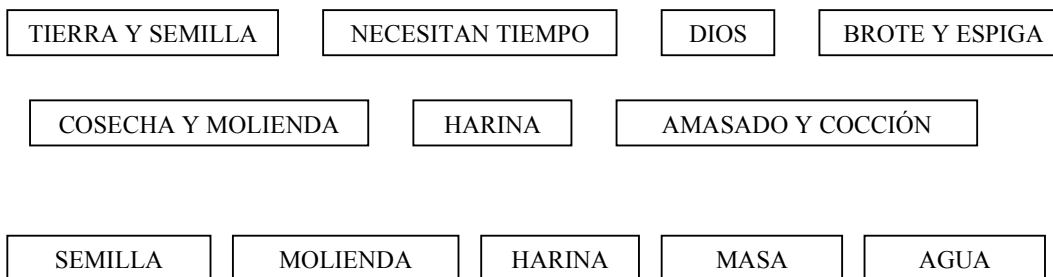 TIERRA Y SEMILLA NECESITAN TIEMPO DIOS BROTE Y ESPIGA
COSECHA Y MOLIENDA HARINA AMASADO Y COCCIÓN
SEMILLA MOLIENDA HARINA MASA AGUA